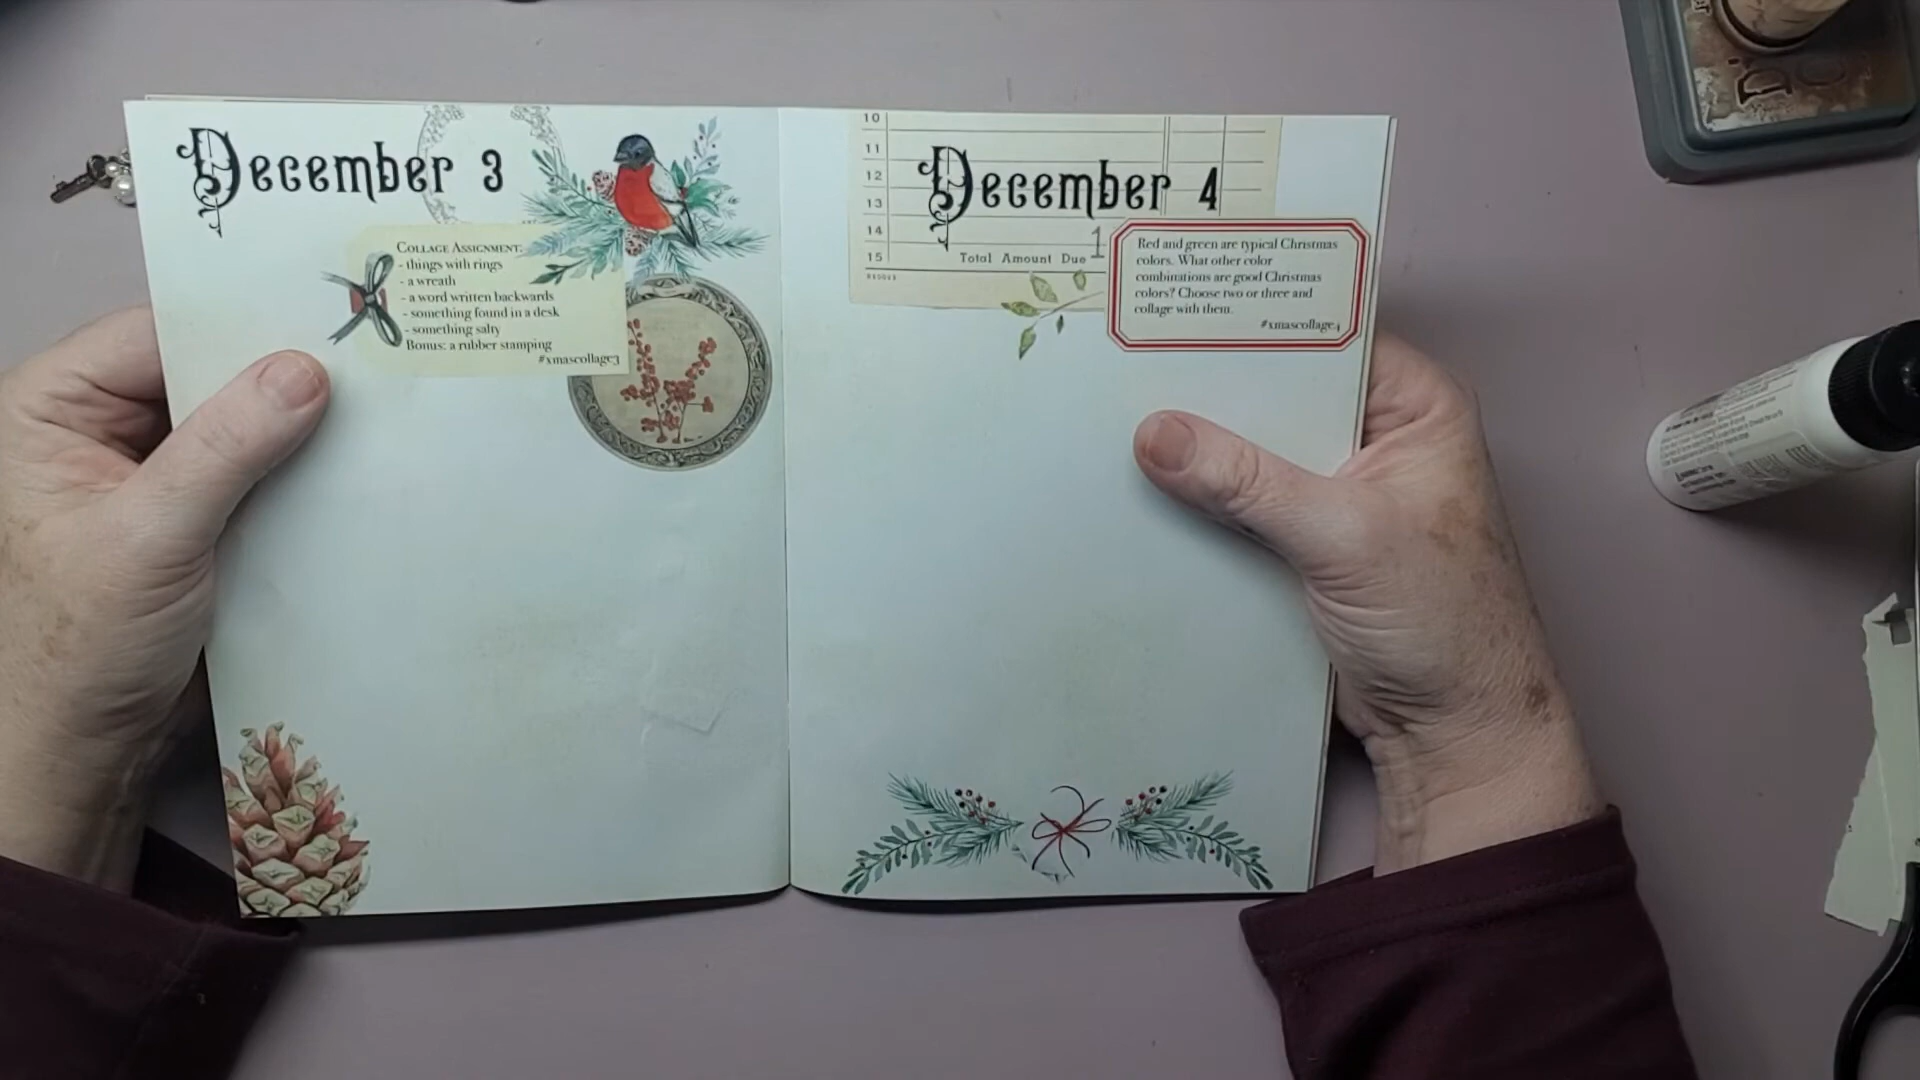 December 3
COLLAGE ASSIGNMENT:
- things with rings
- a wreath
- a word written backwards
- something found in a desk
- something salty
Bonus: a rubber stamping
#xmascollage3
10
11
12
13
14
15
December 4
1
Total Amount Due
Red and green are typical Christmas
colors. What other color
combinations are good Christmas
colors? Choose two or three and
collage with them.
#xmascollage4